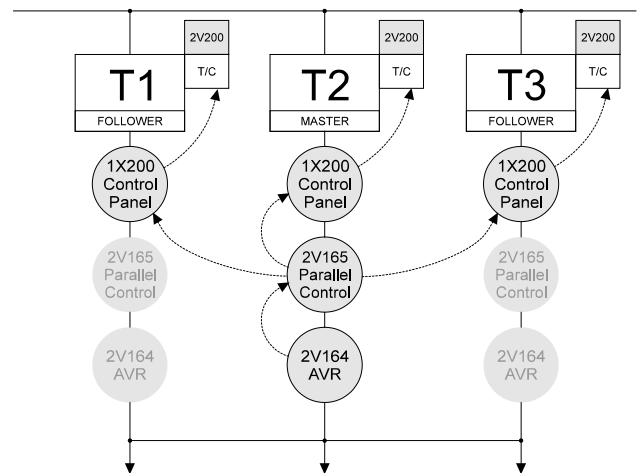 2V200
T/C
T1
FOLLOWER
2V200
T/C
T2
MASTER
2V200
T/C
T3
FOLLOWER
1X200
Control
Panel
1X200
Control
Panel
1X200
Control
Panel
2V165
Parallel
Control
2V165
Parallel
Control
2V165
Parallel
Control
2V164
AVR
2V164
AVR
2V164
AVR